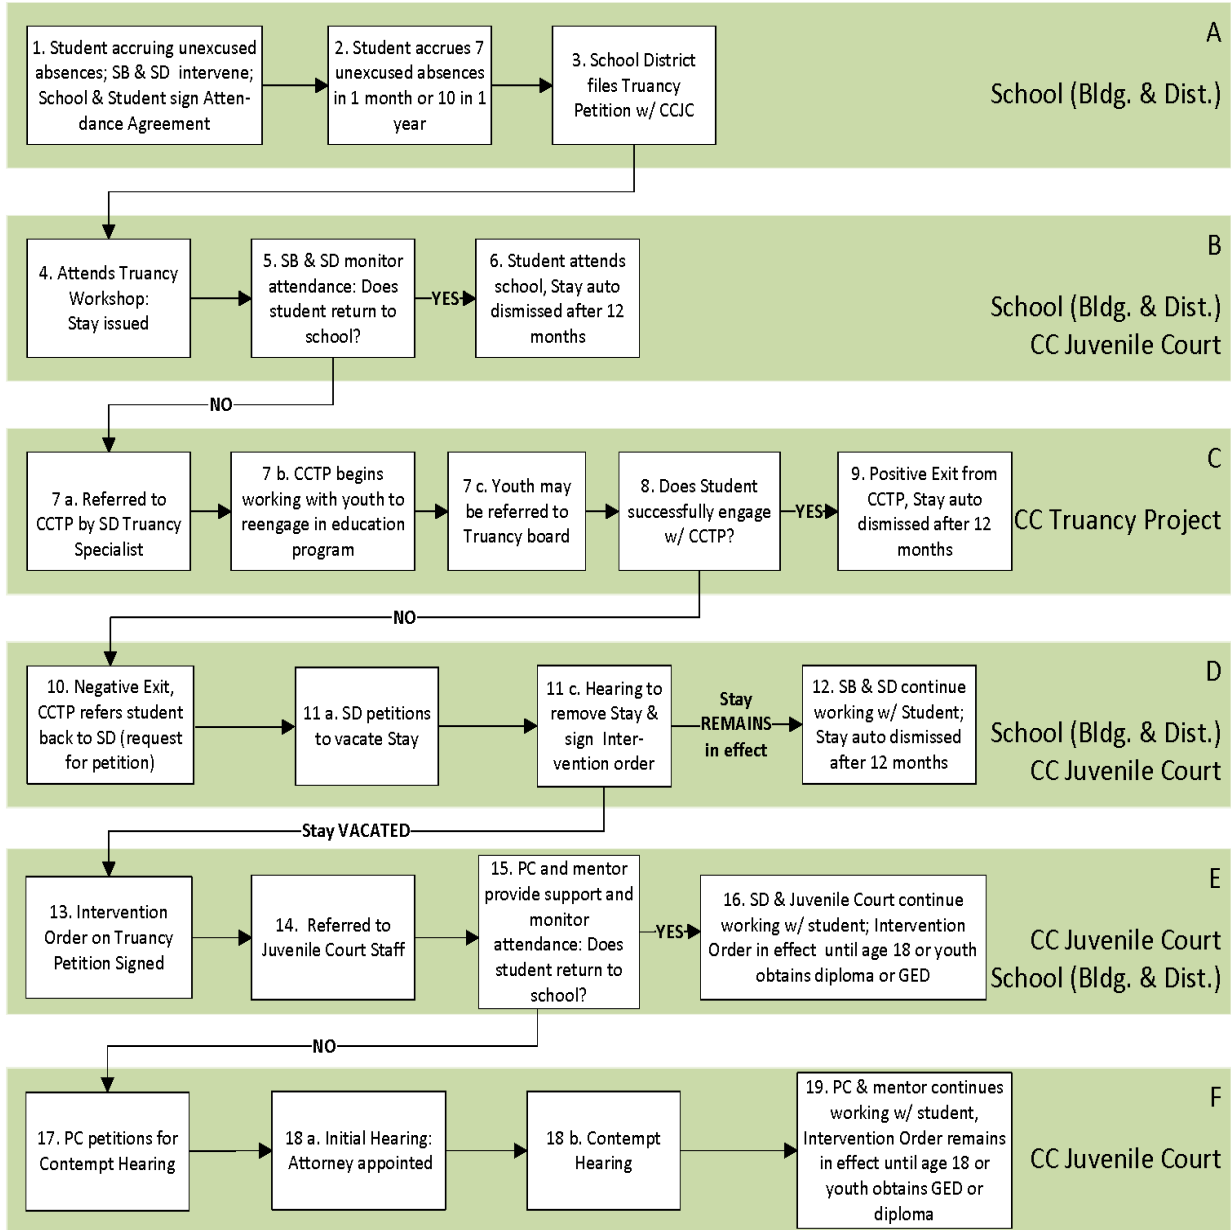 A
School (Bldg. & Dist.)
1. Student accruing unexcused
absences; SB & SD intervene;
School & Student sign Atten-
dance Agreement
2. Student accrues 7
unexcused absences
in 1 month or 10 in 1
year
3. School District
files Truancy
Petition w/ CCJC
B
School (Bldg. & Dist.)
CC Juvenile Court
4. Attends Truancy
Workshop:
Stay issued
5. SB & SD monitor
attendance: Does
student return to
school?
YES
6. Student attends
school, Stay auto
dismissed after 12
months
NO
C
CC Truancy Project
7 a. Referred to
CCTP by SD Truancy
Specialist
7 b. CCTP begins
working with youth to
reengage in education
program
7 c. Youth may
be referred to
Truancy board
8. Does Student
successfully engage
w/ CCTP?
YES
9. Positive Exit from
CCTP, Stay auto
dismissed after 12
months
NO
D
School (Bldg. & Dist.)
CC Juvenile Court
10. Negative Exit,
CCTP refers student
back to SD (request
for petition)
11 a. SD petitions
to vacate Stay
11 c. Hearing to
remove Stay &
sign Inter-
vention order
Stay
REMAINS
in effect
12. SB & SD continue
working w/ Student;
Stay auto dismissed
after 12 months
Stay VACATED
E
CC Juvenile Court
School (Bldg. & Dist.)
13. Intervention
Order on Truancy
Petition Signed
14. Referred to
Juvenile Court Staff
15. PC and mentor
provide support and
monitor
attendance: Does
student return to
school?
YES
16. SD & Juvenile Court continue
working w/ student; Intervention
Order in effect until age 18 or youth
obtains diploma or GED
NO
F
CC Juvenile Court
17. PC petitions for
Contempt Hearing
18 a. Initial Hearing:
Attorney appointed
18 b. Contempt
Hearing
19. PC & mentor continues
working w/ student,
Intervention Order remains
in effect until age 18 or
youth obtains GED or
diploma